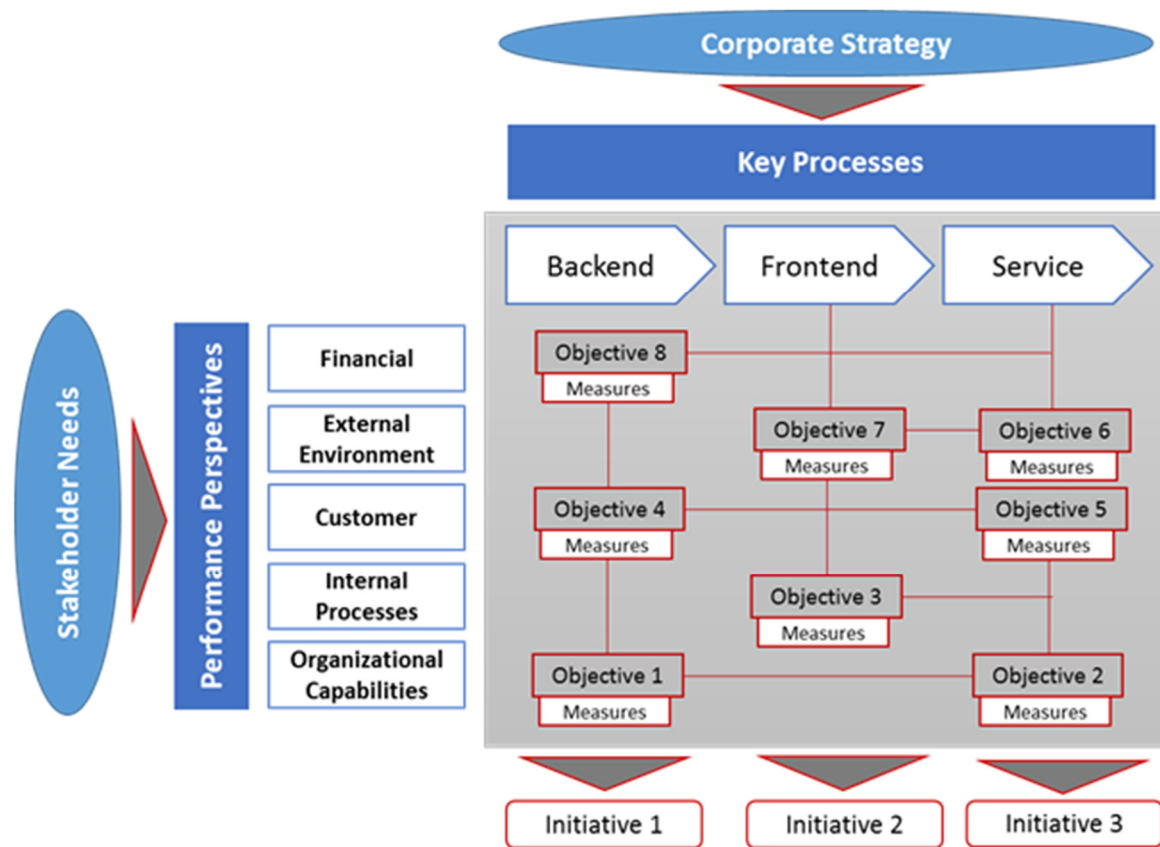 Corporate Strategy
Key Processes
Backend
Frontend
Service
Stakeholder Needs
Performance Perspectives
Financial
External
Environment
Customer
Internal
Processes
Organizational
Capabilities
Objective 8
Measures
Objective 7
Measures
Objective 6
Measures
Objective 4
Measures
Objective 5
Measures
Objective 3
Measures
Objective 1
Measures
Objective 2
Measures
Initiative 1
Initiative 2
Initiative 3